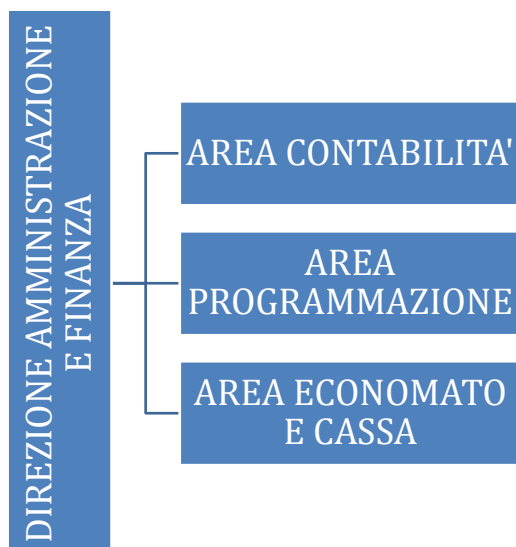 DIREZIONE AMMINISTRAZIONE
E FINANZA
AREA CONTABILITA'
AREA
PROGRAMMAZIONE
AREA ECONOMATO
E CASSA